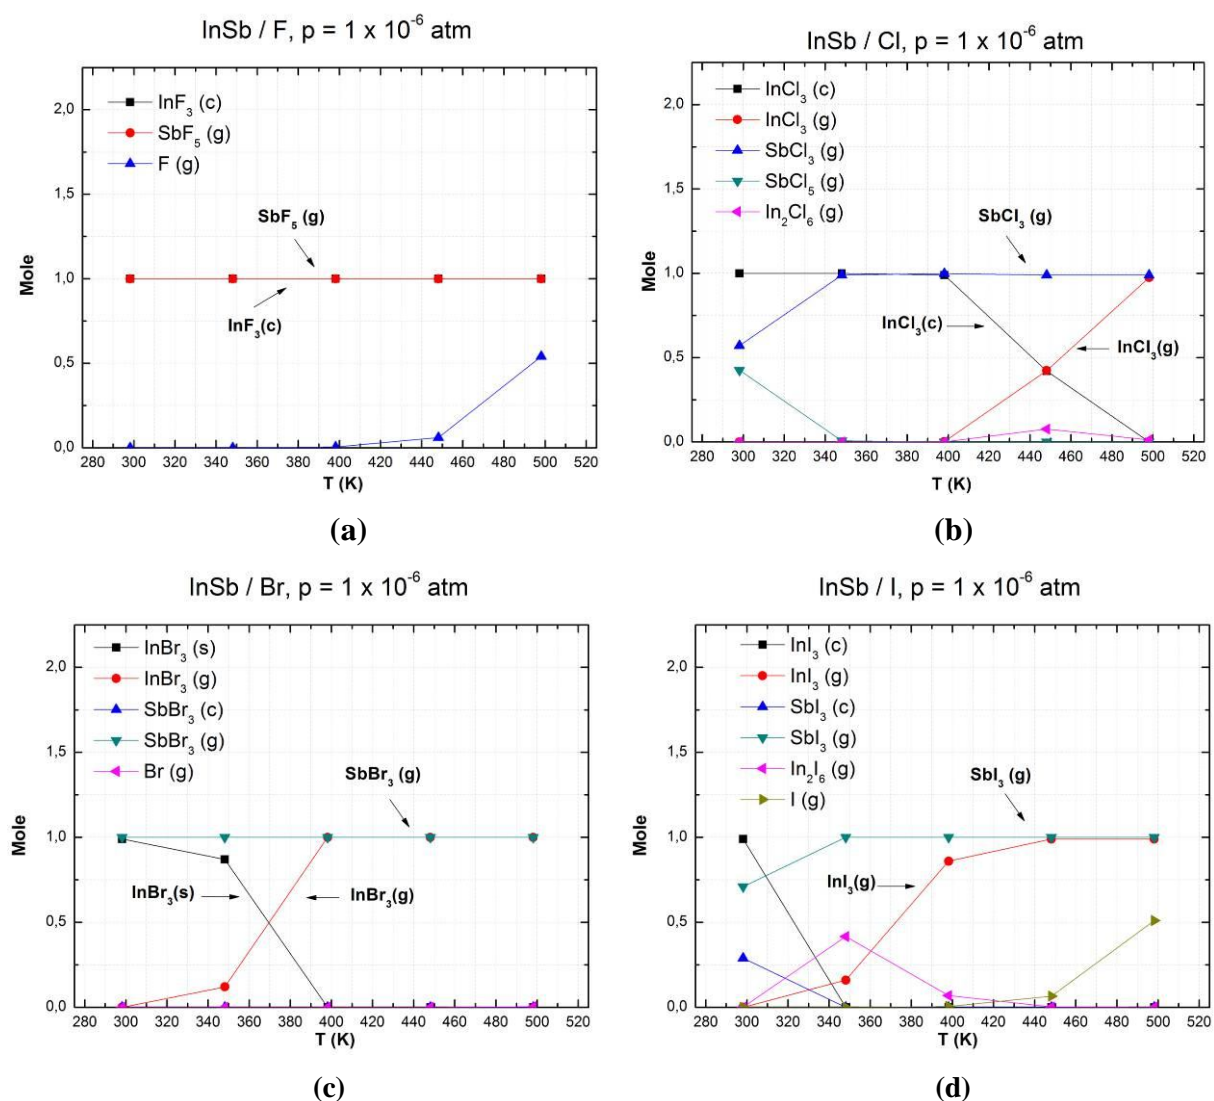 InSb / F, p = 1 x 10⁻⁶ atm
InF₃ (c)
SbF₅ (g)
F (g)
SbF₅ (g)
InF₃(c)
Mole
2,0
1,5
1,0
0,5
0,0
280 300 320 340 360 380 400 420 440 460 480 500 520
T (K)
(a)
InSb / Cl, p = 1 x 10⁻⁶ atm
InCl₃ (c)
InCl₃ (g)
SbCl₃ (g)
SbCl₅ (g)
In₂Cl₆ (g)
SbCl₃ (g)
InCl₃(c)
InCl₃(g)
Mole
2,0
1,5
1,0
0,5
0,0
280 300 320 340 360 380 400 420 440 460 480 500 520
T (K)
(b)
InSb / Br, p = 1 x 10⁻⁶ atm
InBr₃ (s)
InBr₃ (g)
SbBr₃ (c)
SbBr₃ (g)
Br (g)
SbBr₃ (g)
InBr₃(s)
InBr₃(g)
Mole
2,0
1,5
1,0
0,5
0,0
280 300 320 340 360 380 400 420 440 460 480 500 520
T (K)
(c)
InSb / I, p = 1 x 10⁻⁶ atm
InI₃ (c)
InI₃ (g)
SbI₃ (c)
SbI₃ (g)
In₂I₆ (g)
I (g)
SbI₃ (g)
InI₃(g)
Mole
2,0
1,5
1,0
0,5
0,0
280 300 320 340 360 380 400 420 440 460 480 500 520
T (K)
(d)